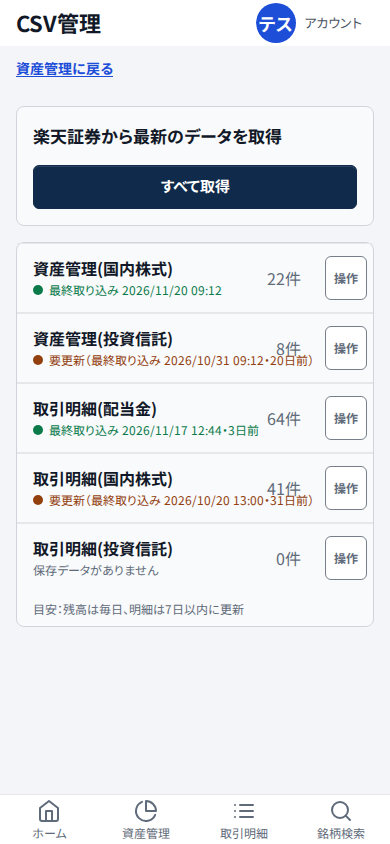 CSV管理
テス アカウント
資産管理に戻る
楽天証券から最新のデータを取得
すべて取得
資産管理(国内株式)
最終取り込み 2026/11/20 09:12
22件
操作
資産管理(投資信託)
要更新(最終取り込み 2026/10/31 09:12・20日前)
8件
操作
取引明細(配当金)
最終取り込み 2026/11/17 12:44・3日前
64件
操作
取引明細(国内株式)
要更新(最終取り込み 2026/10/20 13:00・31日前)
41件
操作
取引明細(投資信託)
保存データがありません
0件
操作
目安:残高は毎日、明細は7日以内に更新
ホーム 資産管理 取引明細 銘柄検索